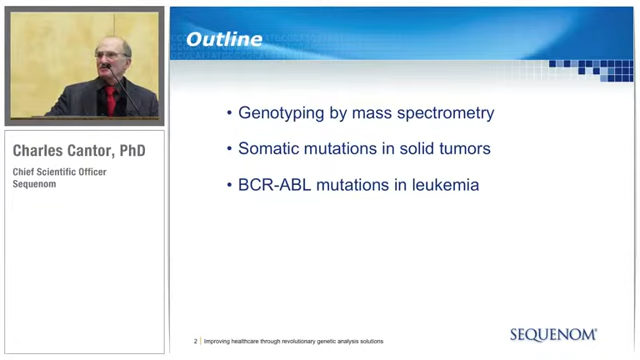 Outline
Charles Cantor, PhD
Chief Scientific Officer
Sequenom
• Genotyping by mass spectrometry
• Somatic mutations in solid tumors
• BCR-ABL mutations in leukemia
2 | Improving healthcare through revolutionary genetic analysis solutions
SEQUENOM®